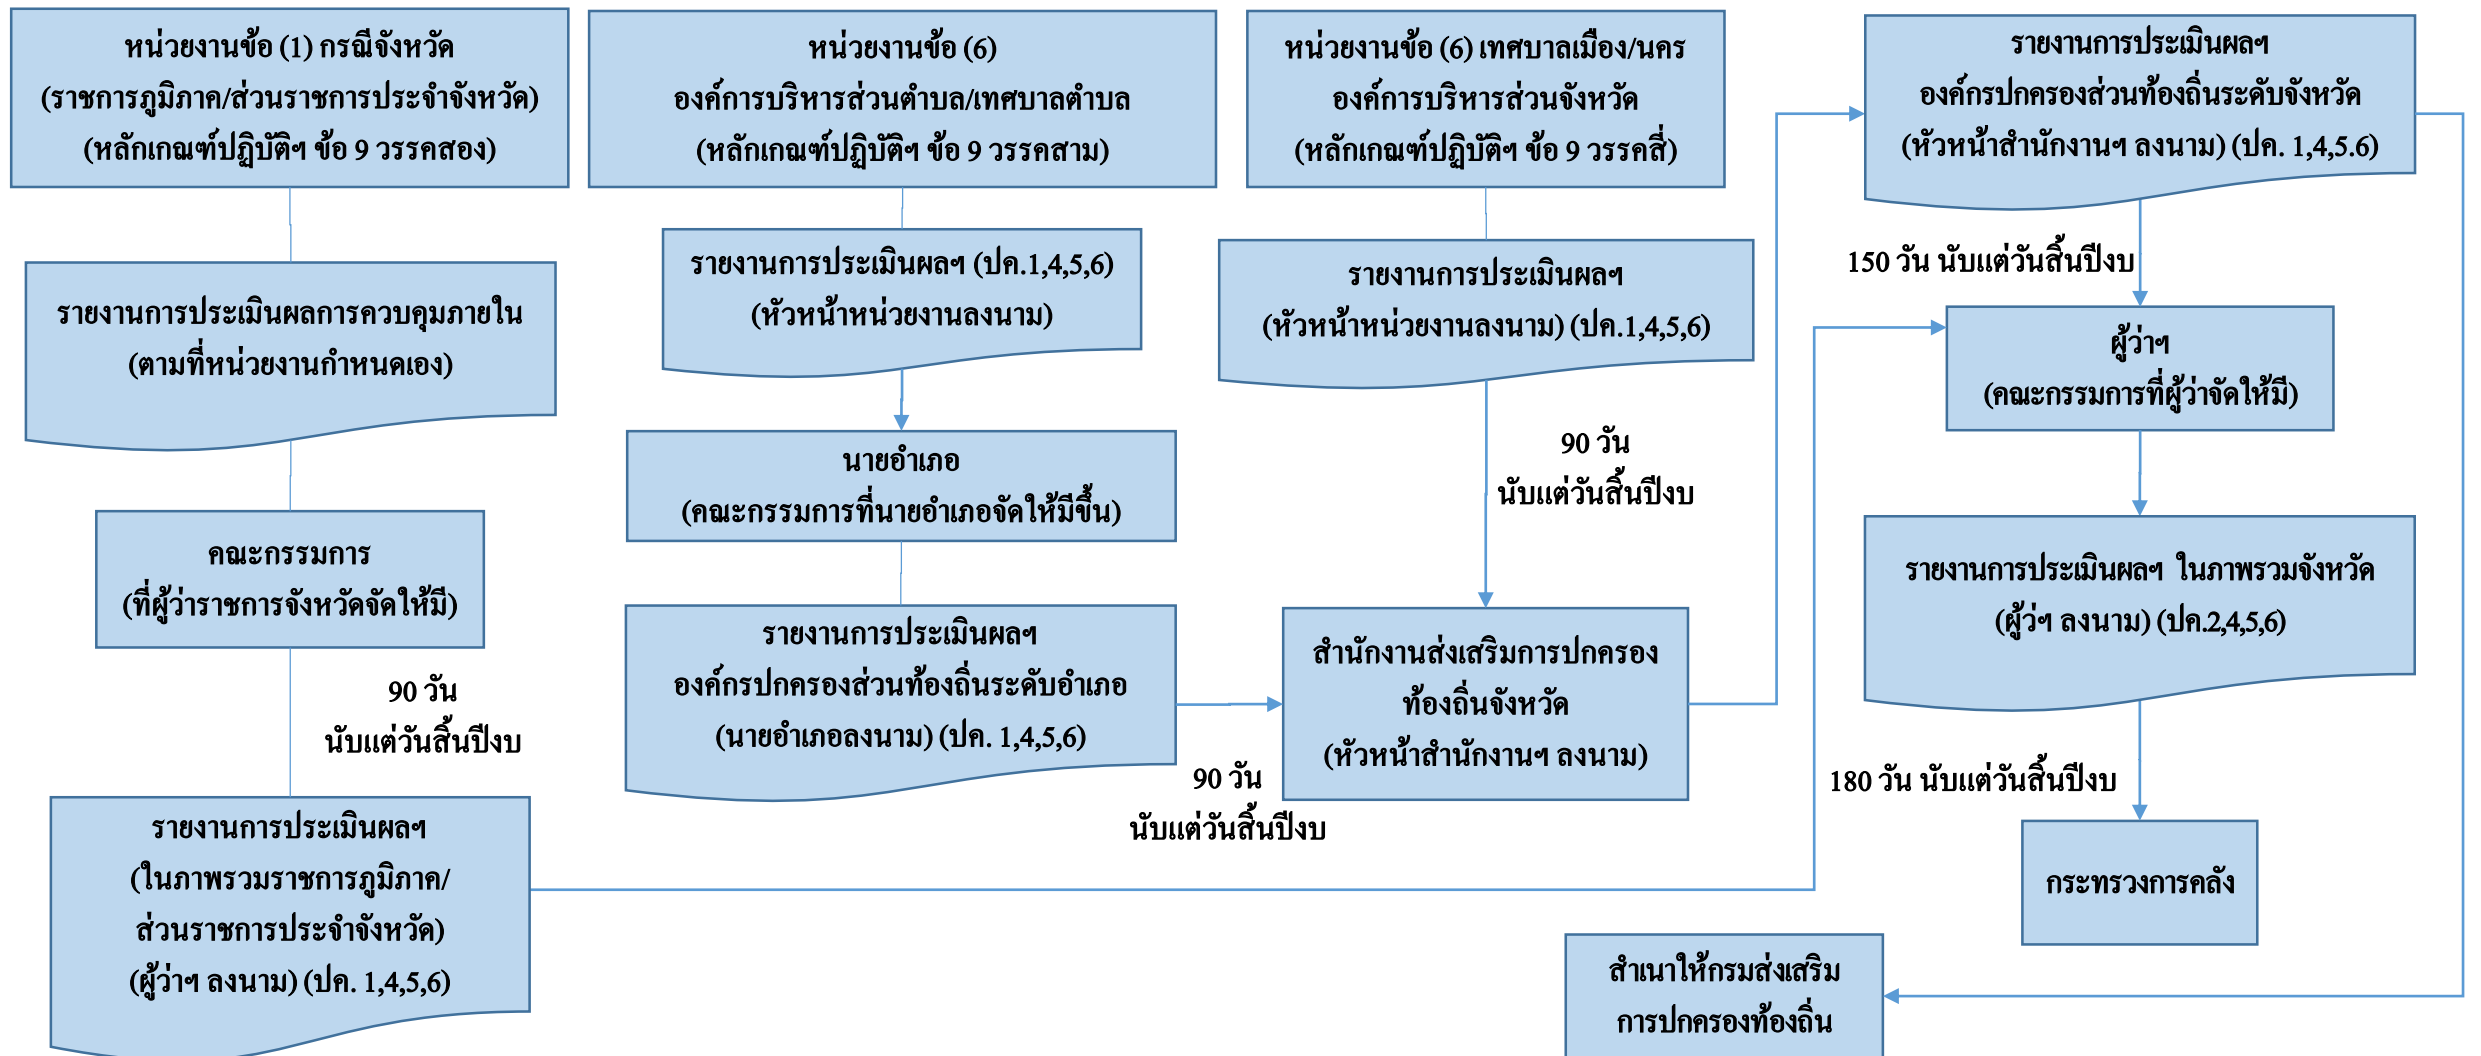 หน่วยงานข้อ (1) กรณีจังหวัด
(ราชการภูมิภาค/ส่วนราชการประจำจังหวัด)
(หลักเกณฑ์ปฏิบัติฯ ข้อ 9 วรรคสอง)
รายงานการประเมินผลการควบคุมภายใน
(ตามที่หน่วยงานกำหนดเอง)
คณะกรรมการ
(ที่ผู้ว่าราชการจังหวัดจัดให้มี)
90 วัน
นับแต่วันสิ้นปีงบ
รายงานการประเมินผลฯ
(ในภาพรวมราชการภูมิภาค/
ส่วนราชการประจำจังหวัด)
(ผู้ว่าฯ ลงนาม) (ปค. 1,4,5,6)
หน่วยงานข้อ (6)
องค์การบริหารส่วนตำบล/เทศบาลตำบล
(หลักเกณฑ์ปฏิบัติฯ ข้อ 9 วรรคสาม)
รายงานการประเมินผลฯ (ปค.1,4,5,6)
(หัวหน้าหน่วยงานลงนาม)
นายอำเภอ
(คณะกรรมการที่นายอำเภอจัดให้มีขึ้น)
รายงานการประเมินผลฯ
องค์กรปกครองส่วนท้องถิ่นระดับอำเภอ
(นายอำเภอลงนาม) (ปค. 1,4,5,6)
90 วัน
นับแต่วันสิ้นปีงบ
หน่วยงานข้อ (6) เทศบาลเมือง/นคร
องค์การบริหารส่วนจังหวัด
(หลักเกณฑ์ปฏิบัติฯ ข้อ 9 วรรคสี่)
รายงานการประเมินผลฯ
(หัวหน้าหน่วยงานลงนาม) (ปค.1,4,5,6)
90 วัน
นับแต่วันสิ้นปีงบ
สำนักงานส่งเสริมการปกครอง
ท้องถิ่นจังหวัด
(หัวหน้าสำนักงานฯ ลงนาม)
รายงานการประเมินผลฯ
องค์กรปกครองส่วนท้องถิ่นระดับจังหวัด
(หัวหน้าสำนักงานฯ ลงนาม) (ปค. 1,4,5.6)
150 วัน นับแต่วันสิ้นปีงบ
ผู้ว่าฯ
(คณะกรรมการที่ผู้ว่าจัดให้มี)
รายงานการประเมินผลฯ ในภาพรวมจังหวัด
(ผู้ว่ฯ ลงนาม) (ปค.2,4,5,6)
180 วัน นับแต่วันสิ้นปีงบ
กระทรวงการคลัง
สำเนาให้กรมส่งเสริม
การปกครองท้องถิ่น